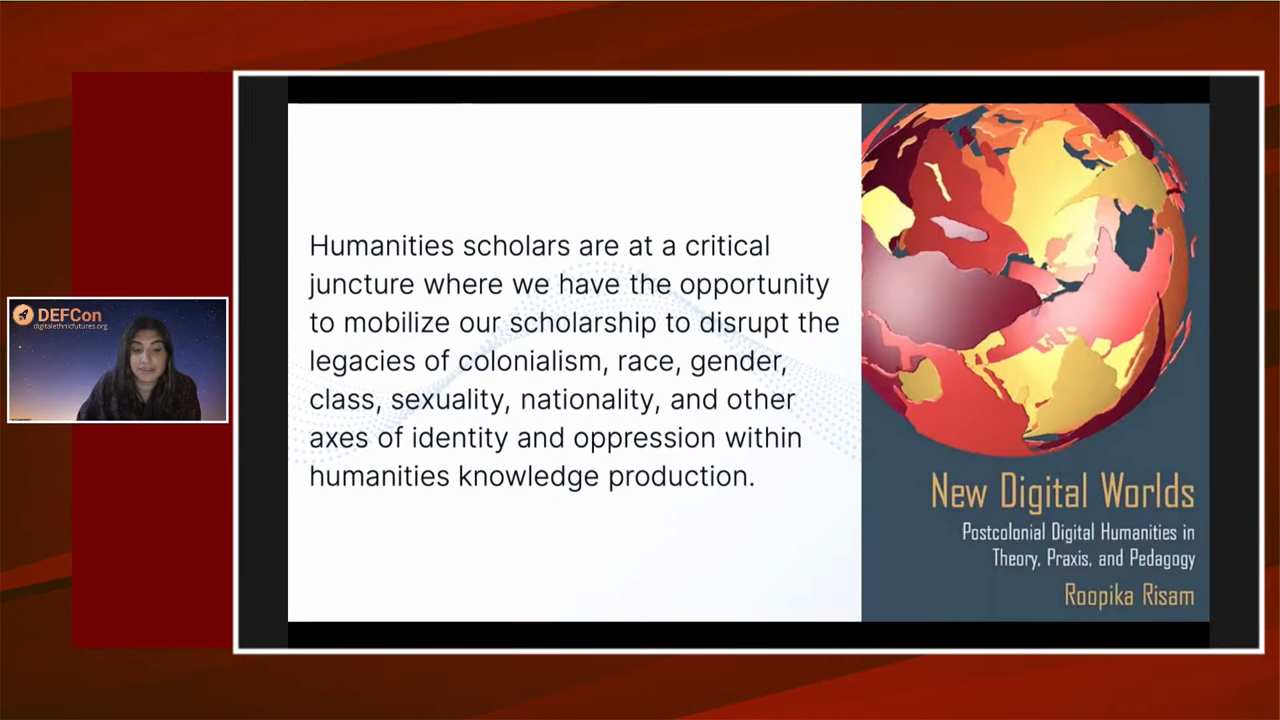 DEFCon
digitalethnicfutures.org
Humanities scholars are at a critical
juncture where we have the opportunity
to mobilize our scholarship to disrupt the
legacies of colonialism, race, gender,
class, sexuality, nationality, and other
axes of identity and oppression within
humanities knowledge production.
New Digital Worlds
Postcolonial Digital Humanities in
Theory, Praxis, and Pedagogy
Roopika Risam